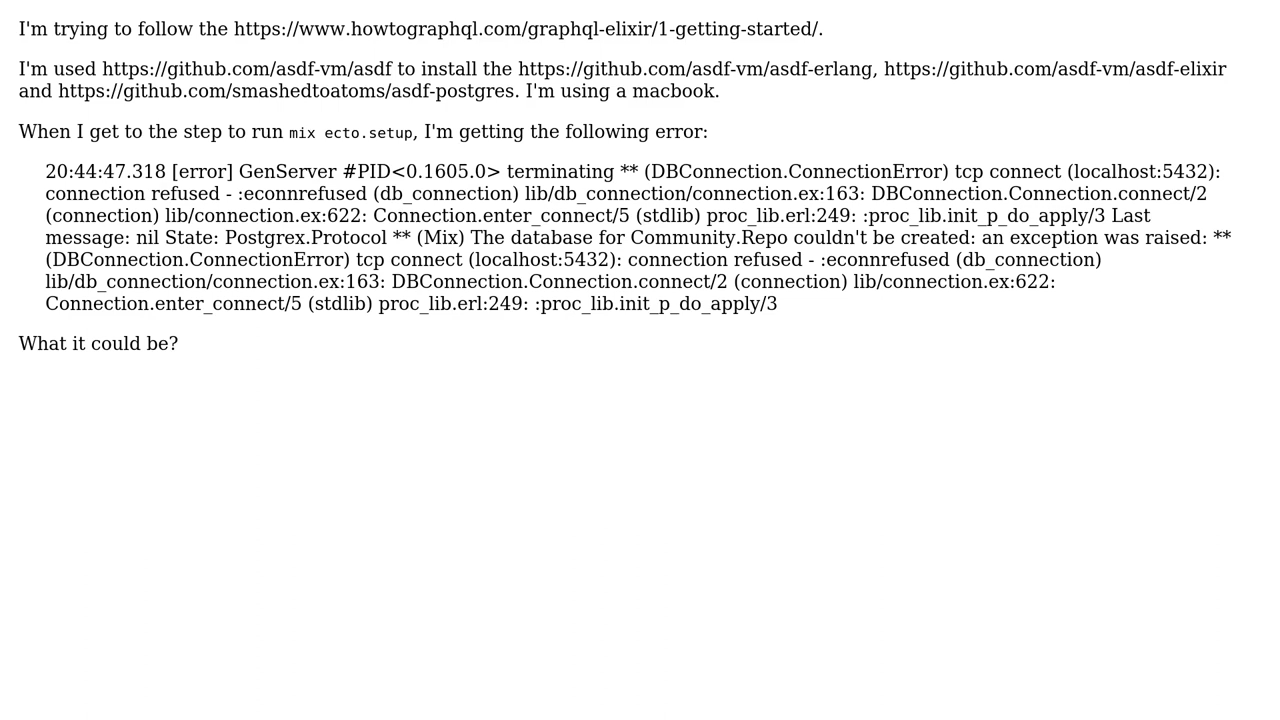 I'm trying to follow the https://www.howtographql.com/graphql-elixir/1-getting-started/.
I'm used https://github.com/asdf-vm/asdf to install the https://github.com/asdf-vm/asdf-erlang, https://github.com/asdf-vm/asdf-elixir
and https://github.com/smashedtoatoms/asdf-postgres. I'm using a macbook.
When I get to the step to run mix ecto.setup, I'm getting the following error:
20:44:47.318 [error] GenServer #PID<0.1605.0> terminating ** (DBConnection.ConnectionError) tcp connect (localhost:5432):
connection refused - :econnrefused (db_connection) lib/db_connection/connection.ex:163: DBConnection.Connection.connect/2
(connection) lib/connection.ex:622: Connection.enter_connect/5 (stdlib) proc_lib.erl:249: :proc_lib.init_p_do_apply/3 Last
message: nil State: Postgrex.Protocol ** (Mix) The database for Community.Repo couldn't be created: an exception was raised: **
(DBConnection.ConnectionError) tcp connect (localhost:5432): connection refused - :econnrefused (db_connection)
lib/db_connection/connection.ex:163: DBConnection.Connection.connect/2 (connection) lib/connection.ex:622:
Connection.enter_connect/5 (stdlib) proc_lib.erl:249: :proc_lib.init_p_do_apply/3
What it could be?